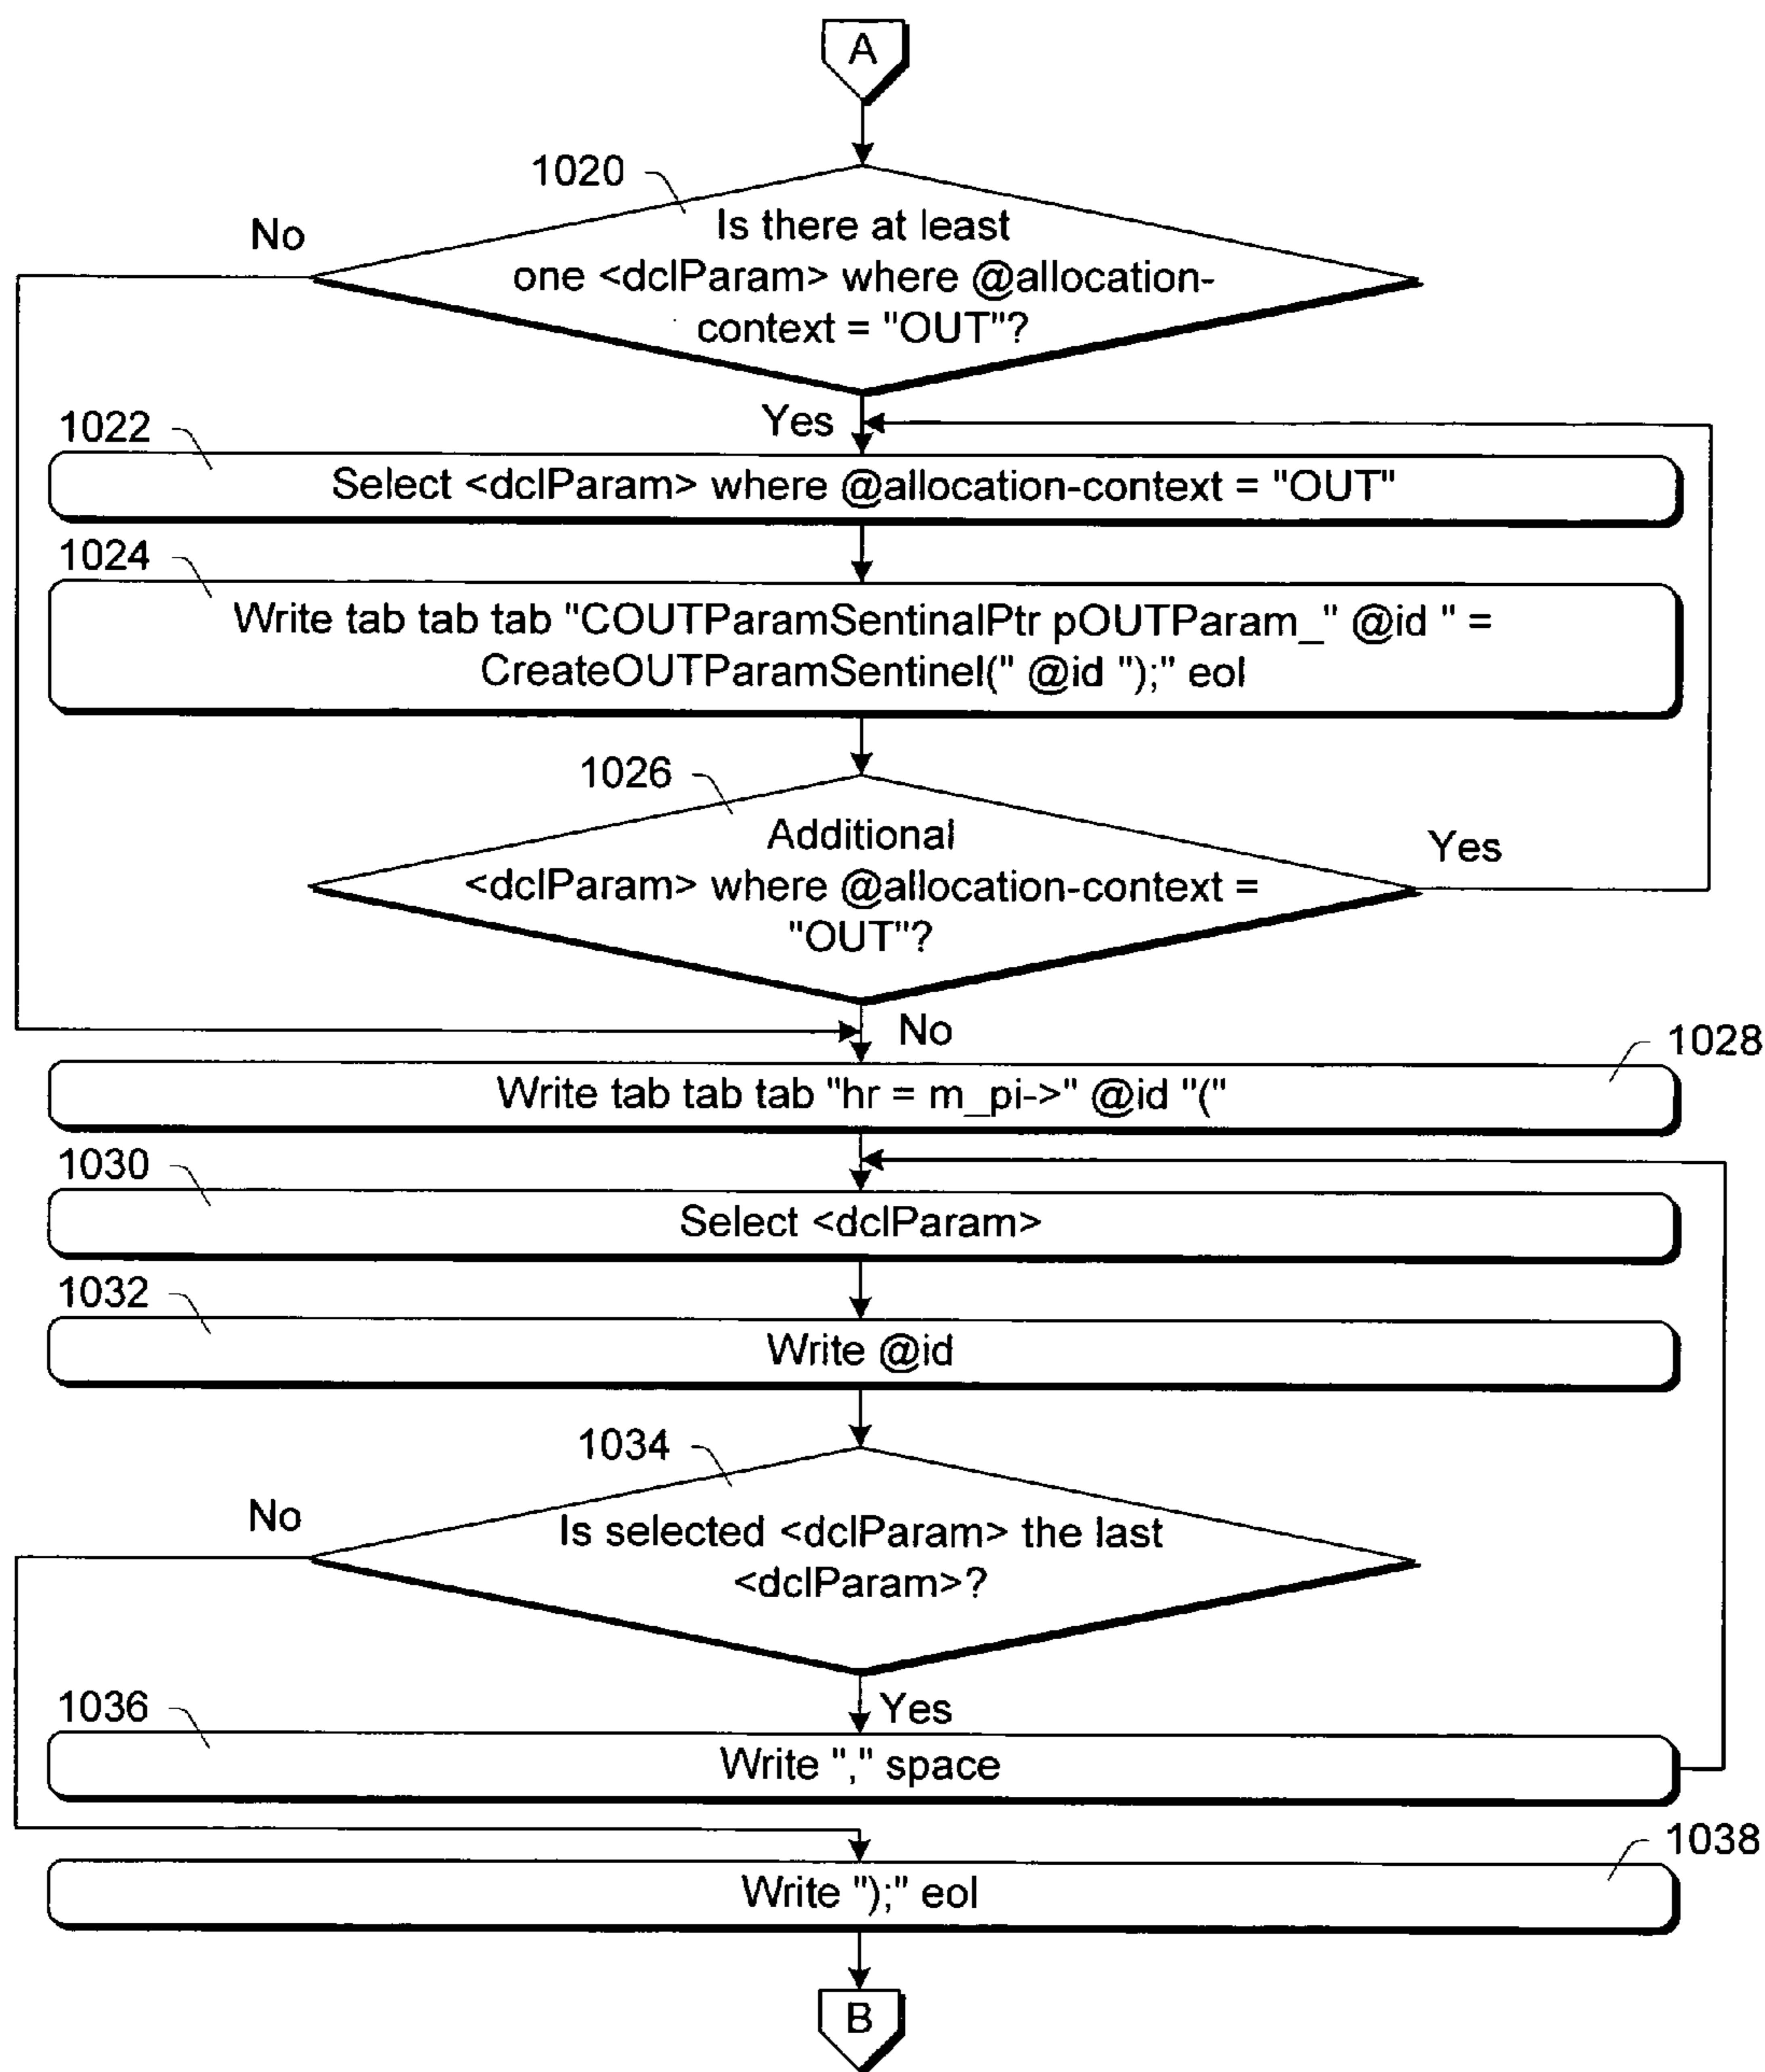 A
1020
No
Is there at least
one <dclParam> where @allocation-
context = "OUT"?
Yes
1022
Select <dclParam> where @allocation-context = "OUT"
1024
Write tab tab tab "COUTParamSentinalPtr pOUTParam_" @id " =
CreateOUTParamSentinel(" @id ");" eol
1026
Additional
<dclParam> where @allocation-context =
"OUT"?
Yes
No
1028
Write tab tab tab "hr = m_pi->" @id "("
1030
Select <dclParam>
1032
Write @id
1034
No
Is selected <dclParam> the last
<dclParam>?
Yes
1036
Write "," space
1038
Write ");" eol
B